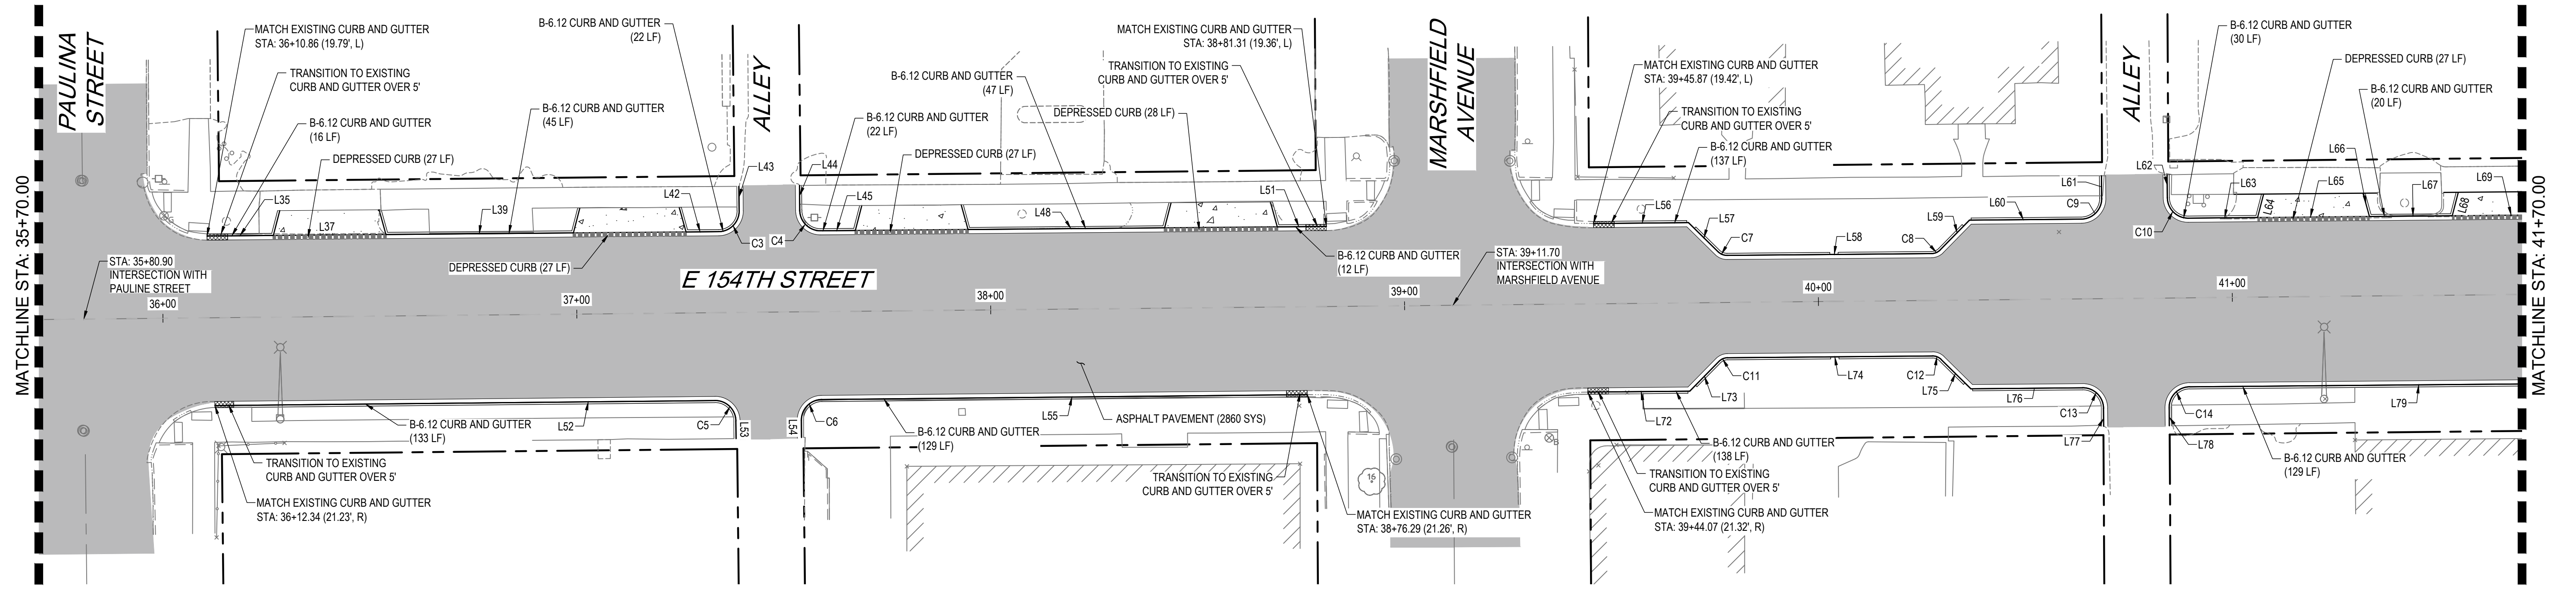 MATCHLINE STA: 35+70.00
PAULINA
STREET
MATCH EXISTING CURB AND GUTTER
STA: 36+10.86 (19.79', L)
TRANSITION TO EXISTING
CURB AND GUTTER OVER 5'
B-6.12 CURB AND GUTTER
(16 LF)
DEPRESSED CURB (27 LF)
L35
L37
B-6.12 CURB AND GUTTER
(22 LF)
B-6.12 CURB AND GUTTER
(45 LF)
L39
L42
L43
ALLEY
C3
C4
DEPRESSED CURB (27 LF)
L44
L45
B-6.12 CURB AND GUTTER
(22 LF)
DEPRESSED CURB (27 LF)
B-6.12 CURB AND GUTTER
(47 LF)
L48
DEPRESSED CURB (28 LF)
MATCH EXISTING CURB AND GUTTER
STA: 38+81.31 (19.36', L)
TRANSITION TO EXISTING
CURB AND GUTTER OVER 5'
L51
B-6.12 CURB AND GUTTER
(12 LF)
MARSHFIELD
AVENUE
STA: 39+11.70
INTERSECTION WITH
MARSHFIELD AVENUE
MATCH EXISTING CURB AND GUTTER
STA: 39+45.87 (19.42', L)
TRANSITION TO EXISTING
CURB AND GUTTER OVER 5'
B-6.12 CURB AND GUTTER
(137 LF)
L56
L57
C7
L58
C8
L59
L60
L61
C9
ALLEY
L62
C10
B-6.12 CURB AND GUTTER
(30 LF)
DEPRESSED CURB (27 LF)
B-6.12 CURB AND GUTTER
(20 LF)
L63
L64
L65
L66
L67
L68
L69
MATCHLINE STA: 41+70.00
STA: 35+80.90
INTERSECTION WITH
PAULINE STREET
E 154TH STREET
36+00
37+00
38+00
39+00
40+00
41+00
B-6.12 CURB AND GUTTER
(133 LF)
TRANSITION TO EXISTING
CURB AND GUTTER OVER 5'
MATCH EXISTING CURB AND GUTTER
STA: 36+12.34 (21.23', R)
L52
C5
L53
L54
C6
B-6.12 CURB AND GUTTER
(129 LF)
L55
ASPHALT PAVEMENT (2860 SYS)
TRANSITION TO EXISTING
CURB AND GUTTER OVER 5'
15
MATCH EXISTING CURB AND GUTTER
STA: 38+76.29 (21.26', R)
L72
L73
C11
L74
C12
L75
L76
B-6.12 CURB AND GUTTER
(138 LF)
TRANSITION TO EXISTING
CURB AND GUTTER OVER 5'
MATCH EXISTING CURB AND GUTTER
STA: 39+44.07 (21.32', R)
C13
L77
C14
L78
L79
B-6.12 CURB AND GUTTER
(129 LF)